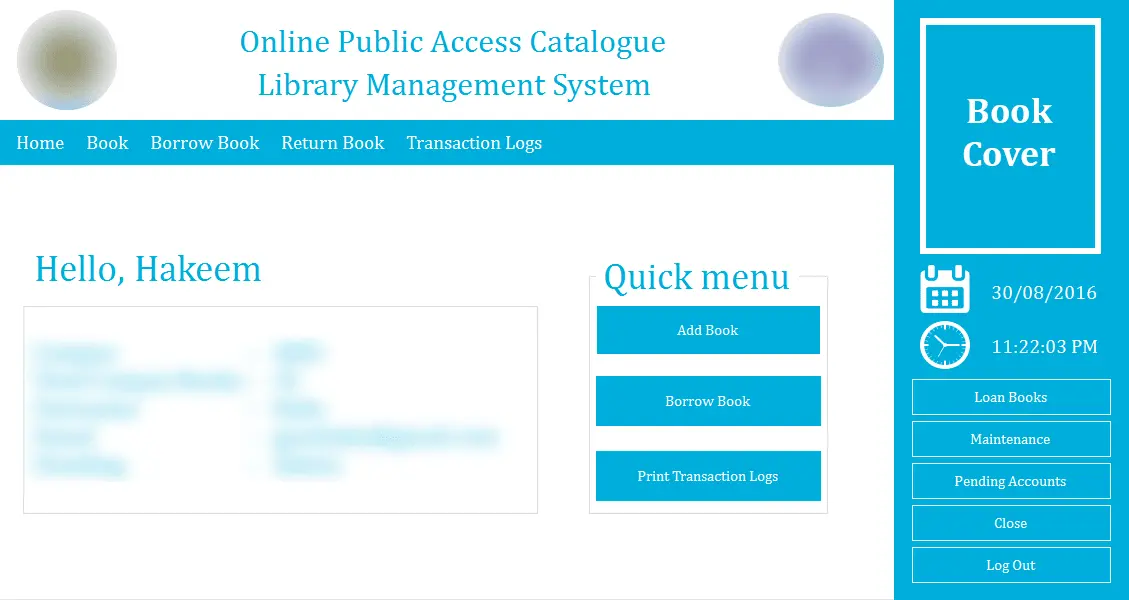 Online Public Access Catalogue
Library Management System
Home Book Borrow Book Return Book Transaction Logs
Hello, Hakeem
Quick menu
Add Book
Borrow Book
Print Transaction Logs
Book
Cover
30/08/2016
11:22:03 PM
Loan Books
Maintenance
Pending Accounts
Close
Log Out